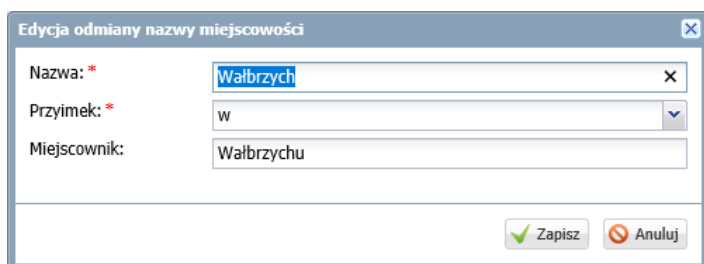 Edycja odmiany nazwy miejscowości
Nazwa: * Wałbrzych
Przyimek: * w
Miejscownik: Wałbrzychu
Zapisz Anuluj